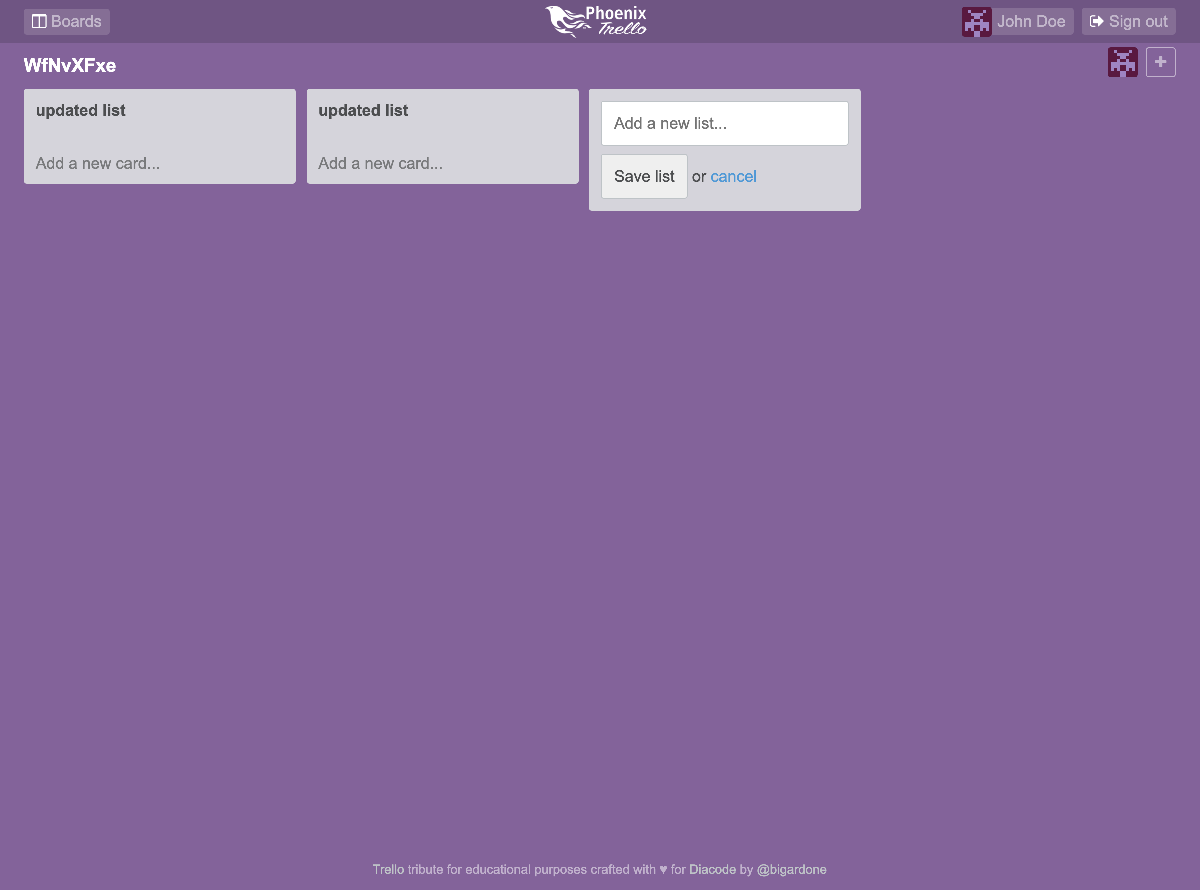 Boards
Phoenix
Trello
John Doe
Sign out
WfNvXFxe
+
updated list
Add a new card...
updated list
Add a new card...
Add a new list...
Save list or cancel
Trello tribute for educational purposes crafted with ♥ for Diacode by @bigardone